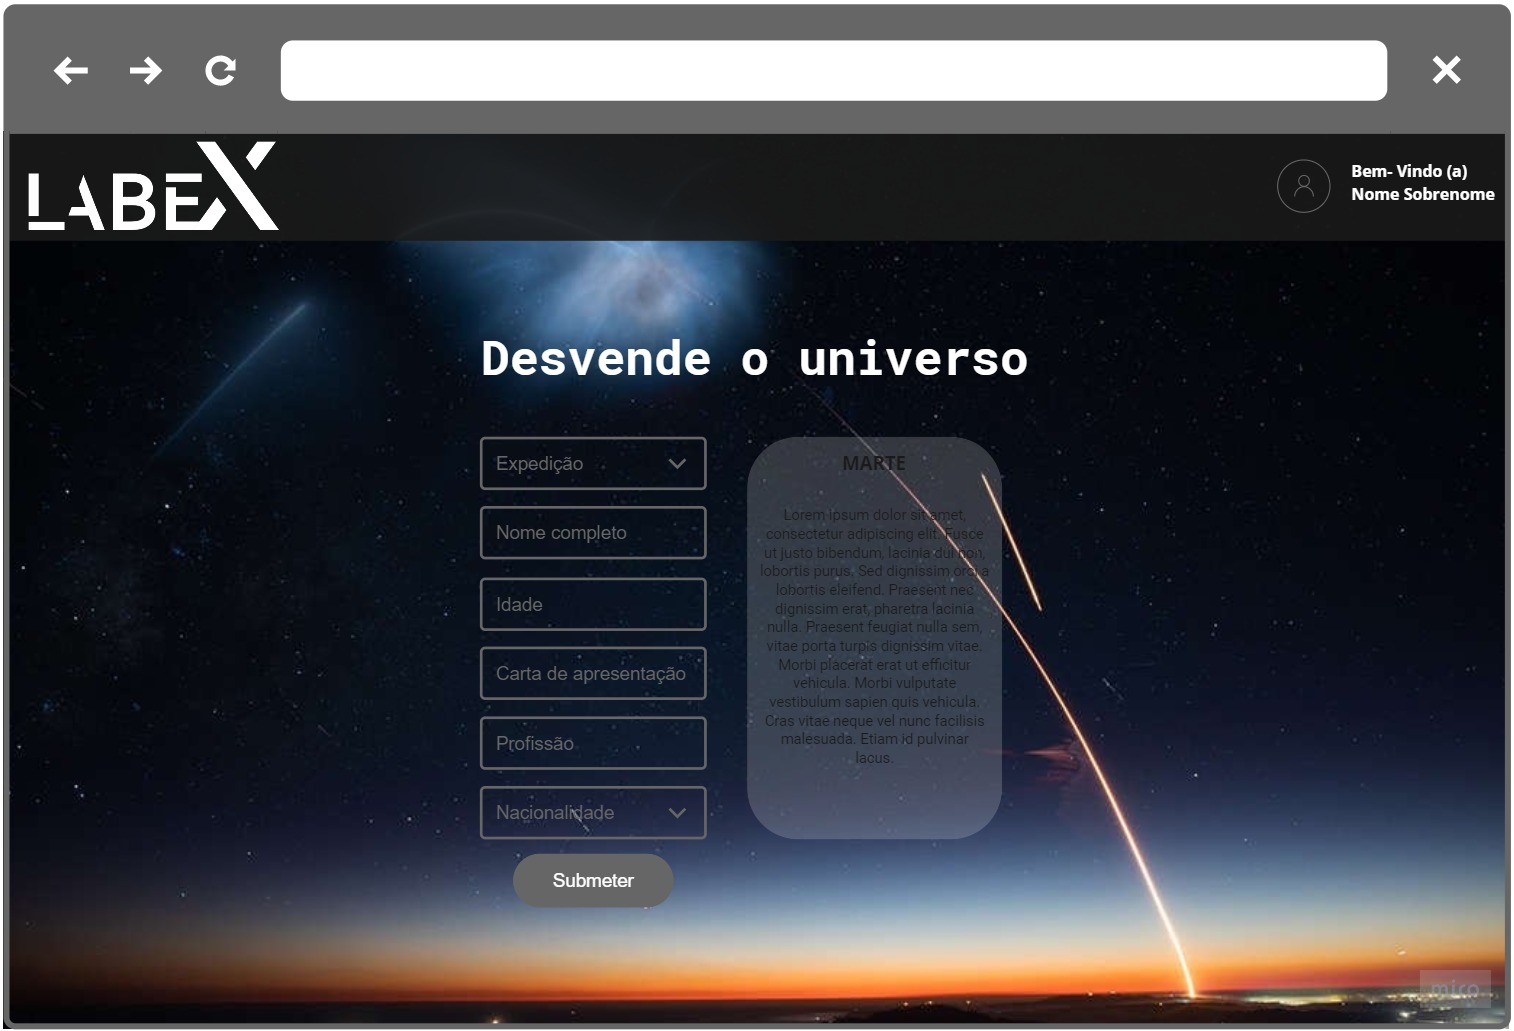 LABEX
Bem- Vindo (a)
Nome Sobrenome
Desvende o universo
Expedição
Nome completo
Idade
Carta de apresentação
Profissão
Nacionalidade
Submeter
MARTE
Lorem ipsum dolor sit amet,
consectetur adipiscing elit. Fusce
ut justo bibendum, lacinia dui non,
lobortis purus. Sed dignissim orci a
lobortis eleifend. Praesent nec
dignissim erat, pharetra lacinia
nulla. Praesent feugiat nulla sem,
vitae porta turpis dignissim vitae.
Morbi placerat erat ut efficitur
vehicula. Morbi vulputate
vestibulum sapien quis vehicula.
Cras vitae neque vel nunc facilisis
malesuada. Etiam id pulvinar
lacus.
miro